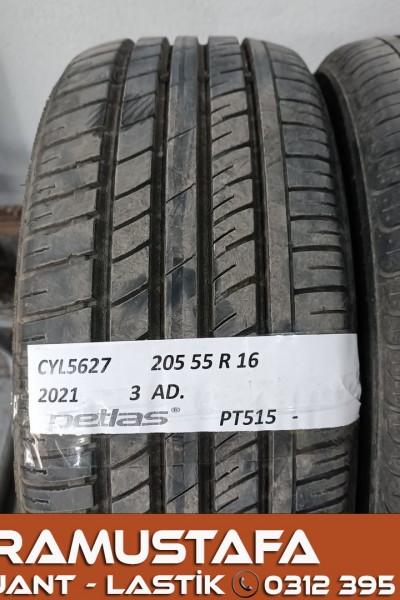 CYL5627 205 55 R 16
2021 3 AD.
petlas® PT515 -
RAMUSTAFA
JANT - LASTİK 0312 395